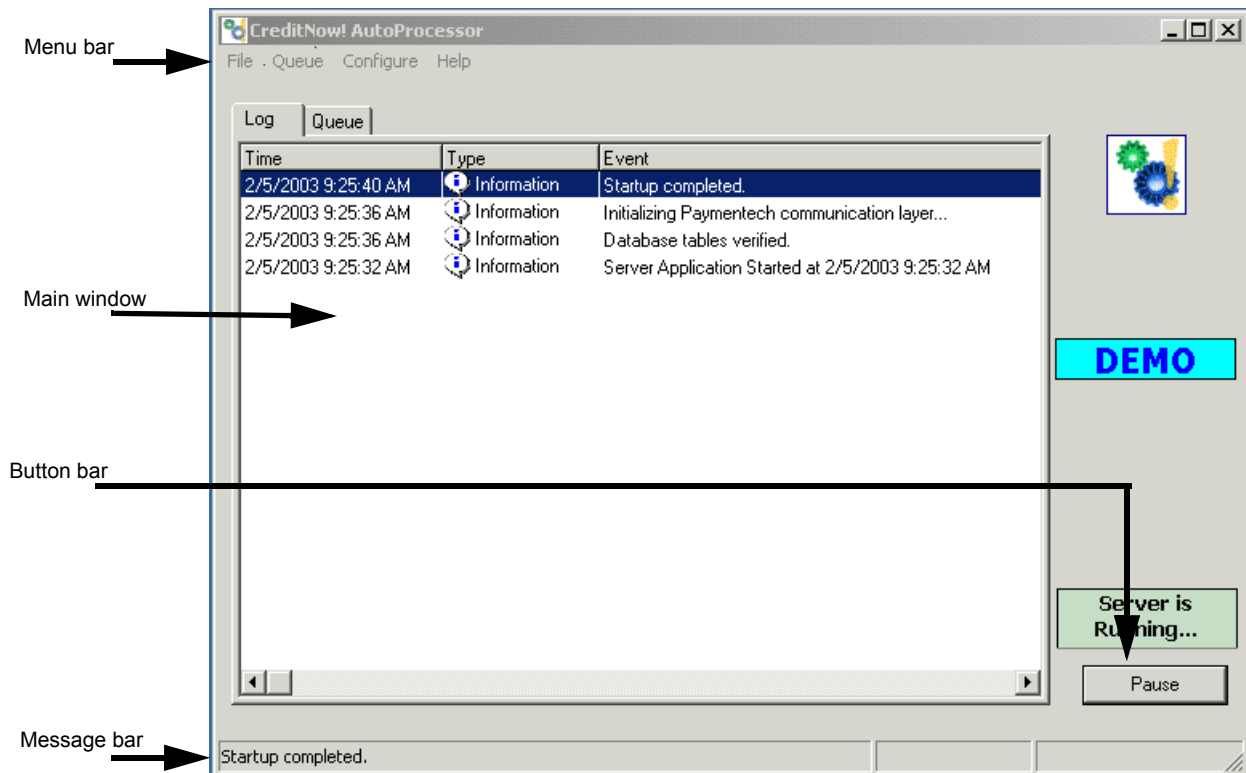 CreditNow! AutoProcessor
Menu bar
File Queue Configure Help
Log Queue
Time Type Event
2/5/2003 9:25:40 AM Information Startup completed.
2/5/2003 9:25:36 AM Information Initializing Paymentech communication layer...
2/5/2003 9:25:36 AM Information Database tables verified.
2/5/2003 9:25:32 AM Information Server Application Started at 2/5/2003 9:25:32 AM
Main window
DEMO
Button bar
Server is
Running...
Pause
Message bar
Startup completed.